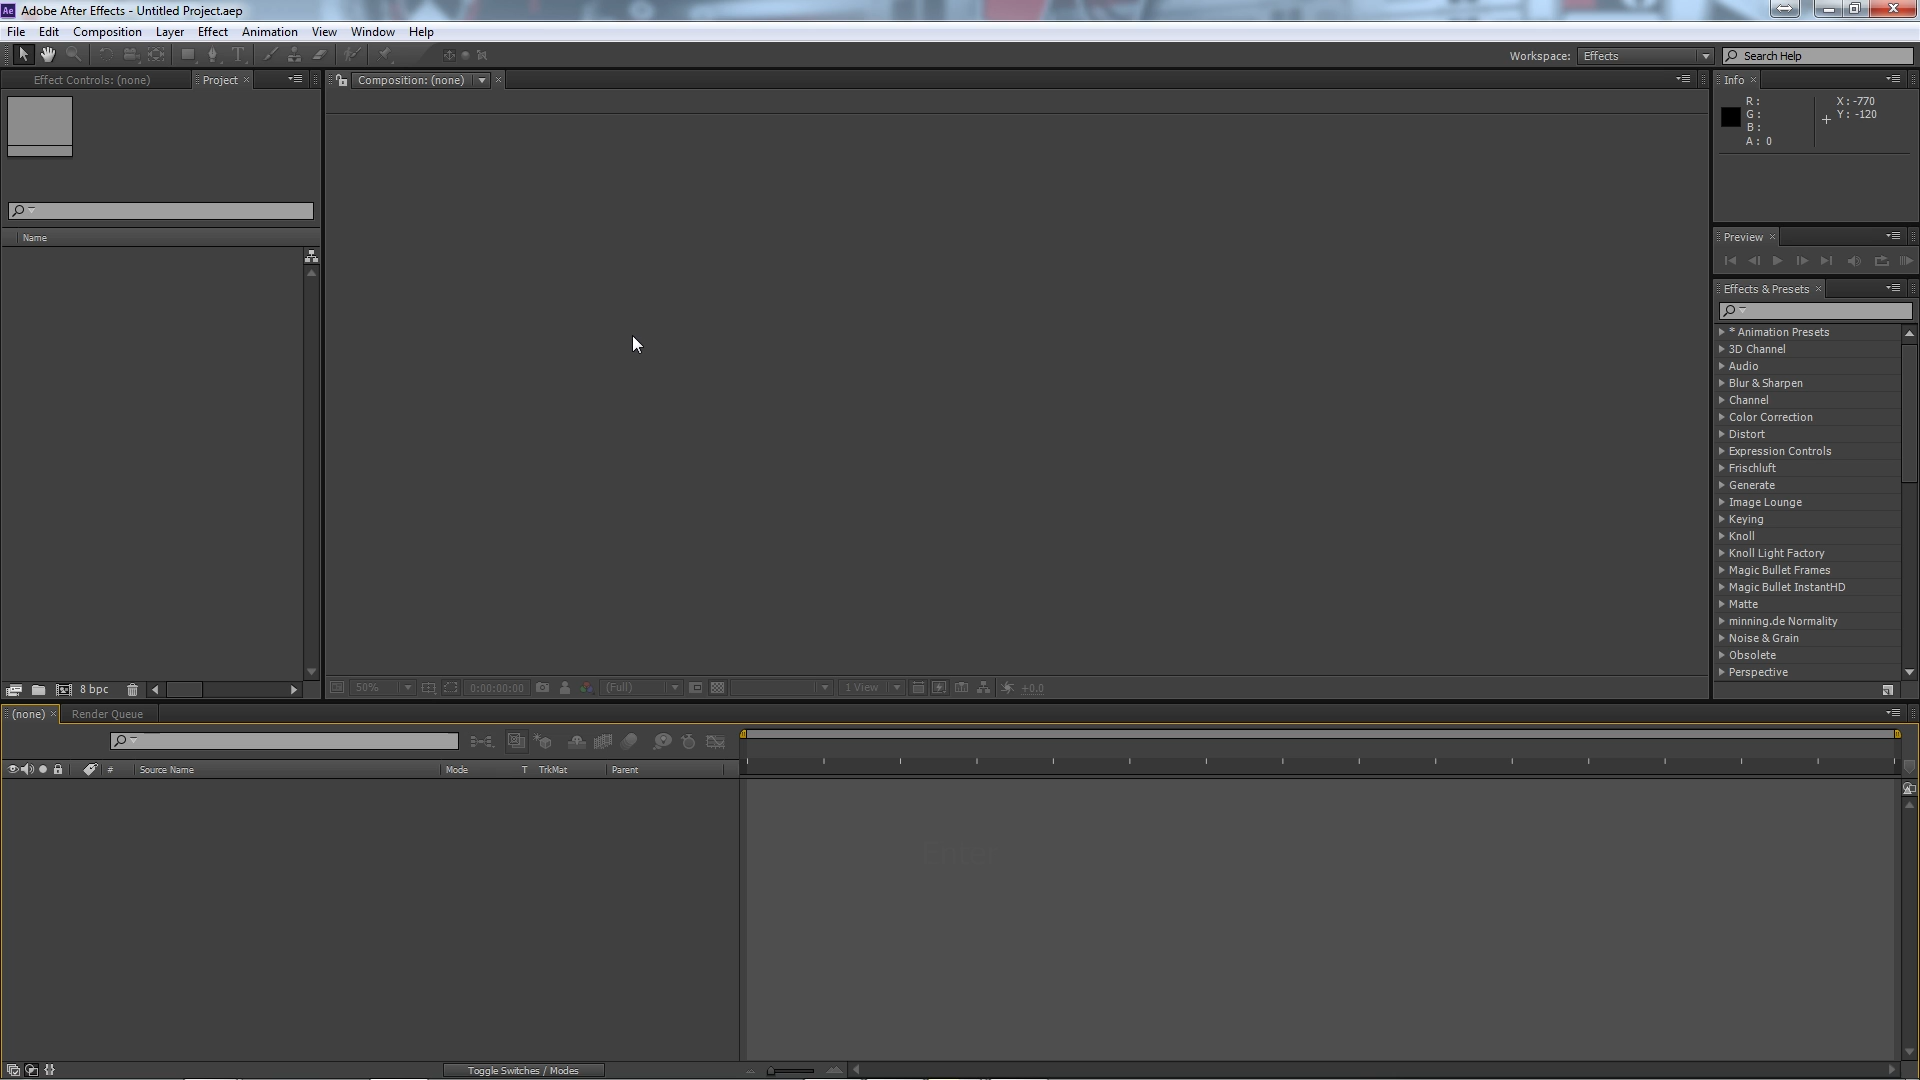 Ae Adobe After Effects - Untitled Project.aep
File Edit Composition Layer Effect Animation View Window Help
Workspace: Effects Search Help
Effect Controls: (none) Project
Composition: (none)
Info
R : X : -770
G : Y : -120
B :
A : 0
Name
Preview
Effects & Presets
* Animation Presets
3D Channel
Audio
Blur & Sharpen
Channel
Color Correction
Distort
Expression Controls
Frischluft
Generate
Image Lounge
Keying
Knoll
Knoll Light Factory
Magic Bullet Frames
Magic Bullet InstantHD
Matte
minning.de Normality
Noise & Grain
Obsolete
Perspective
8 bpc
50% 0:00:00:00 (Full) 1 View +0.0
(none) Render Queue
# Source Name Mode T TrkMat Parent
Toggle Switches / Modes